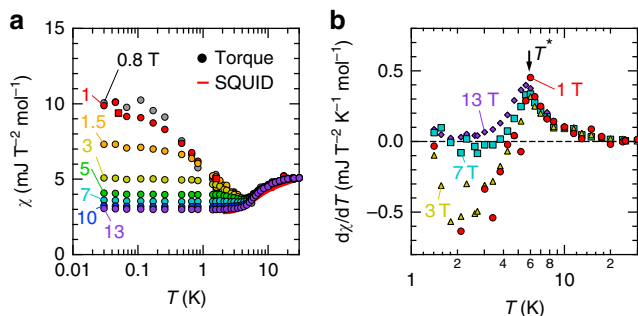 a
χ (mJ T⁻² mol⁻¹)
15
10
5
0
0.8 T
1
1.5
3
5
7
10
13
Torque
SQUID
0.01
0.1
1
10
T (K)
b
dχ/dT (mJ T⁻² K⁻¹ mol⁻¹)
0.5
0.0
−0.5
T*
13 T
1 T
7 T
3 T
1
2
4
6
8
10
2
T (K)